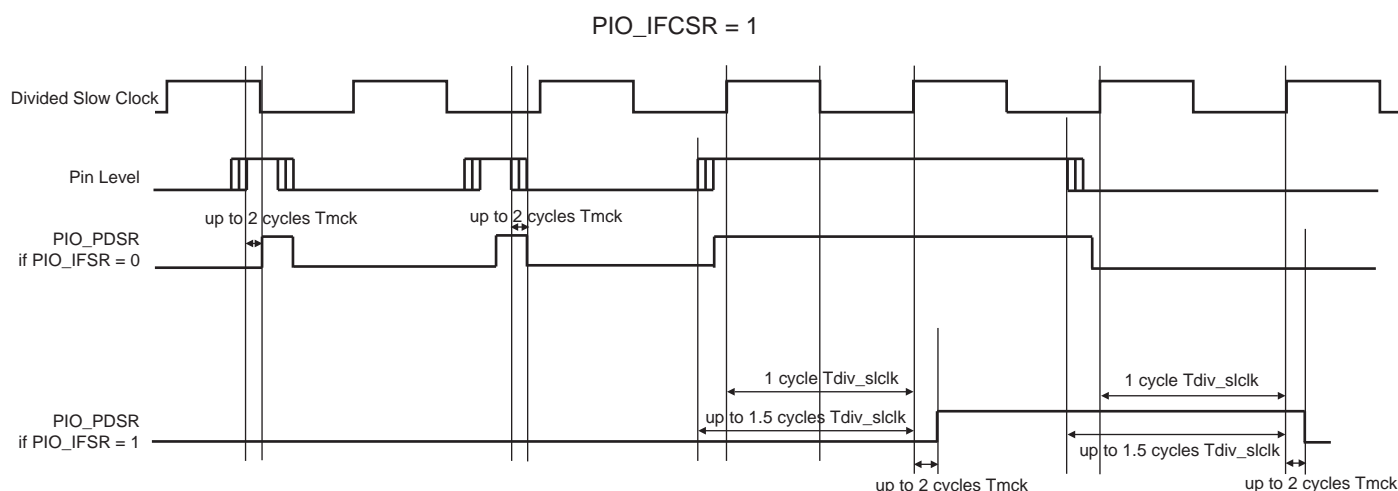 PIO_IFCSR = 1
Divided Slow Clock
Pin Level
up to 2 cycles Tmck
up to 2 cycles Tmck
PIO_PDSR
if PIO_IFSR = 0
1 cycle Tdiv_slclk
1 cycle Tdiv_slclk
PIO_PDSR
if PIO_IFSR = 1
up to 1.5 cycles Tdiv_slclk
up to 1.5 cycles Tdiv_slclk
up to 2 cycles Tmck
up to 2 cycles Tmck